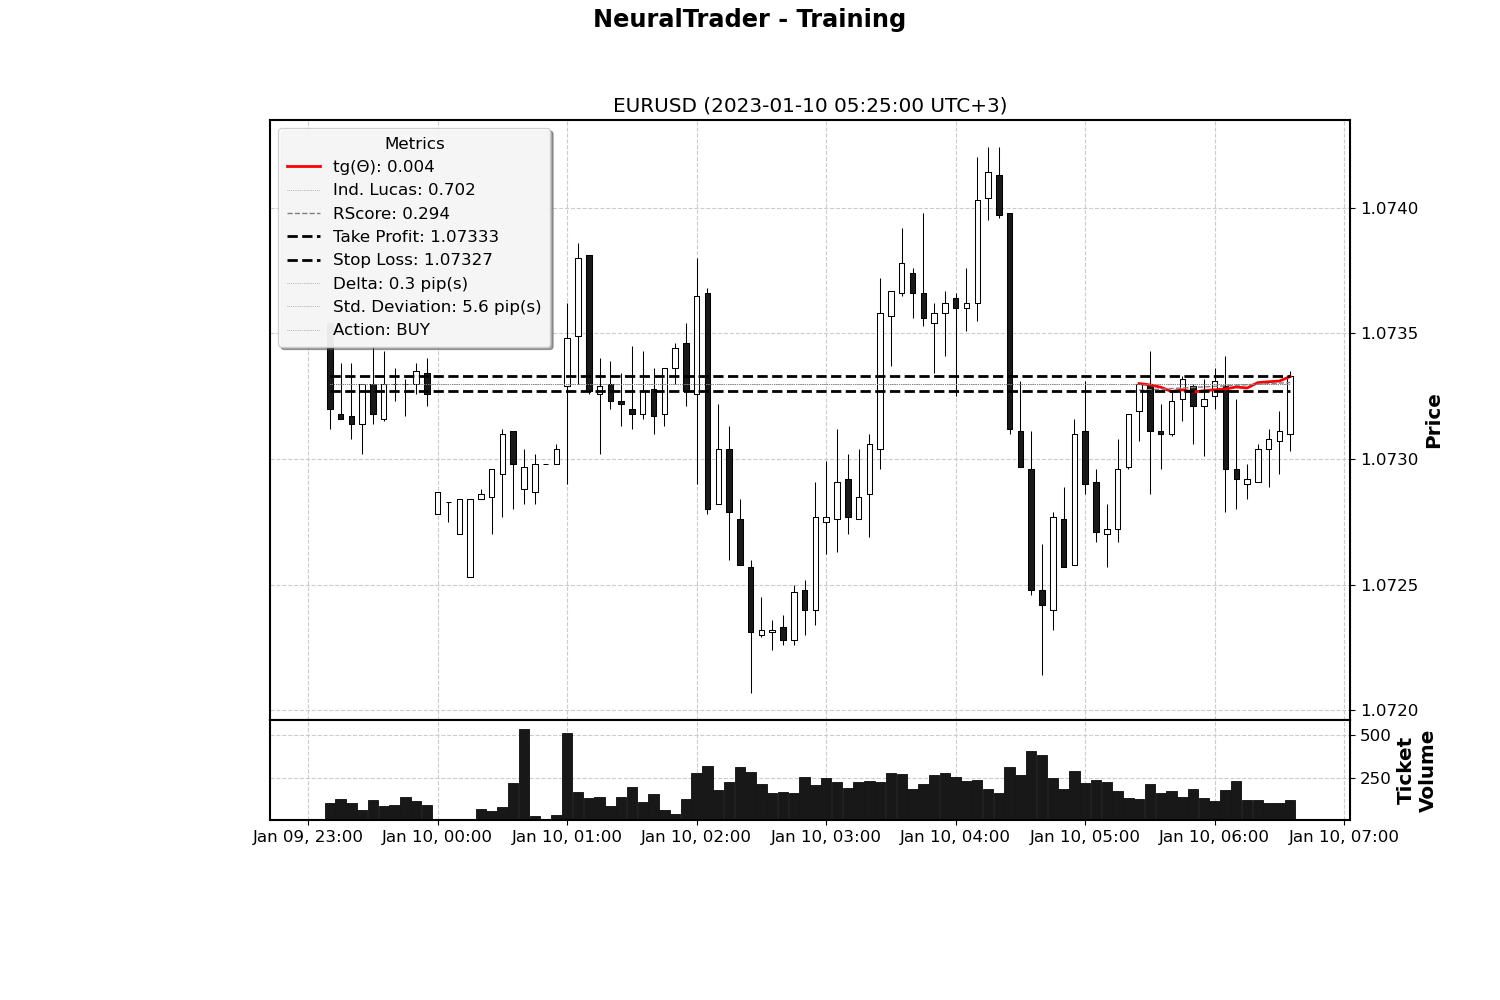 NeuralTrader - Training
EURUSD (2023-01-10 05:25:00 UTC+3)
Metrics
tg(Θ): 0.004
Ind. Lucas: 0.702
RScore: 0.294
Take Profit: 1.07333
Stop Loss: 1.07327
Delta: 0.3 pip(s)
Std. Deviation: 5.6 pip(s)
Action: BUY
1.0740
1.0735
1.0730
1.0725
1.0720
Price
500
250
Ticket
Volume
Jan 09, 23:00
Jan 10, 00:00
Jan 10, 01:00
Jan 10, 02:00
Jan 10, 03:00
Jan 10, 04:00
Jan 10, 05:00
Jan 10, 06:00
Jan 10, 07:00